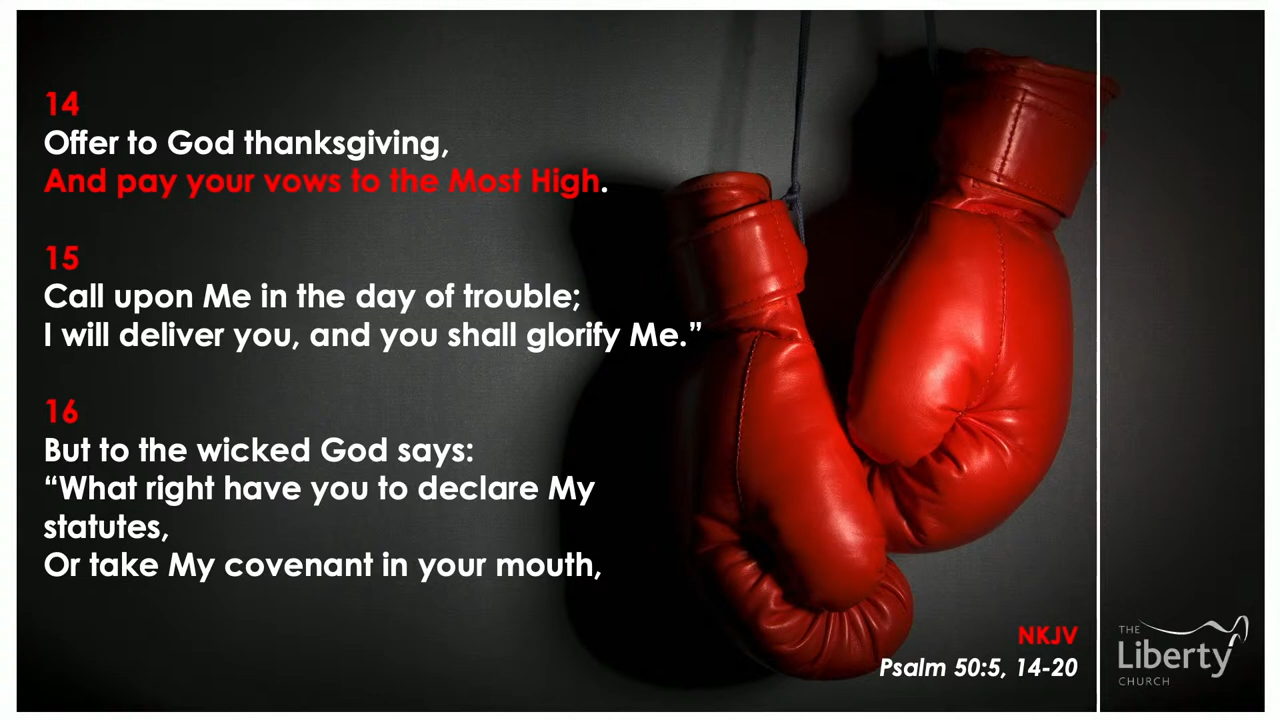 14
Offer to God thanksgiving,
And pay your vows to the Most High.
15
Call upon Me in the day of trouble;
I will deliver you, and you shall glorify Me.”
16
But to the wicked God says:
“What right have you to declare My
statutes,
Or take My covenant in your mouth,
NKJV
Psalm 50:5, 14-20
THE
Liberty
CHURCH